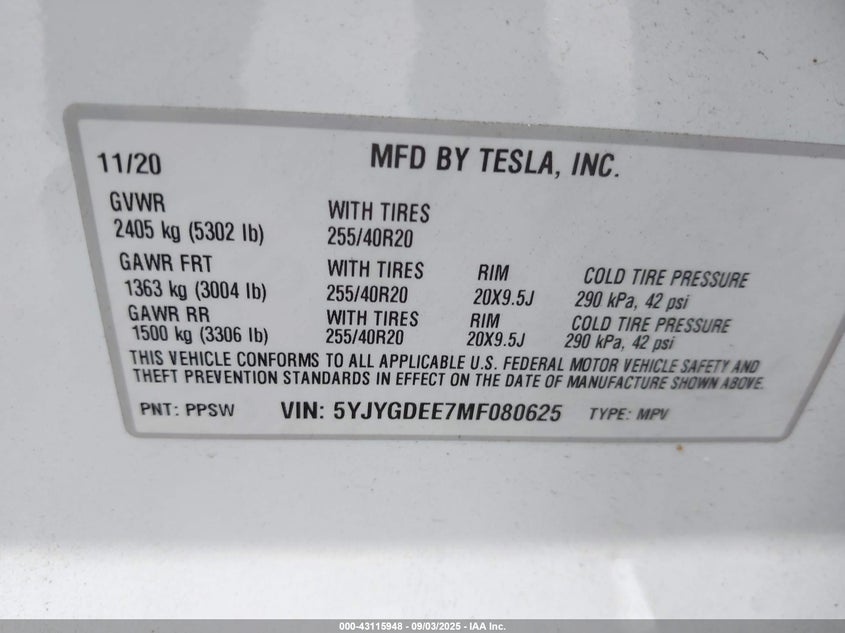 11/20 MFD BY TESLA, INC.
GVWR WITH TIRES
2405 kg (5302 lb) 255/40R20
GAWR FRT WITH TIRES RIM COLD TIRE PRESSURE
1363 kg (3004 lb) 255/40R20 20X9.5J 290 kPa, 42 psi
GAWR RR WITH TIRES RIM COLD TIRE PRESSURE
1500 kg (3306 lb) 255/40R20 20X9.5J 290 kPa, 42 psi
THIS VEHICLE CONFORMS TO ALL APPLICABLE U.S. FEDERAL MOTOR VEHICLE SAFETY AND
THEFT PREVENTION STANDARDS IN EFFECT ON THE DATE OF MANUFACTURE SHOWN ABOVE.
PNT: PPSW VIN: 5YJYGDEE7MF080625 TYPE: MPV
000-43115948 - 09/03/2025 - IAA Inc.